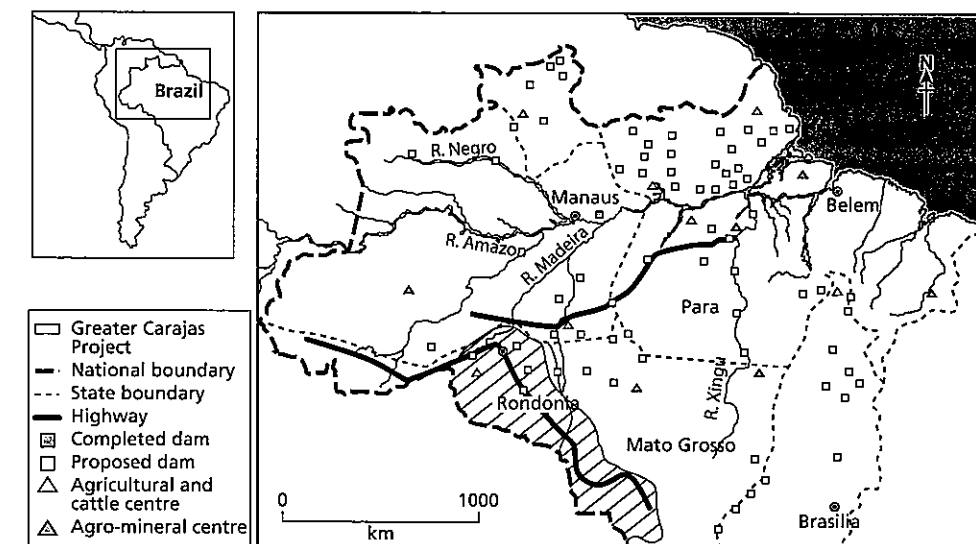 Brazil
Greater Carajas
Project
National boundary
State boundary
Highway
Completed dam
Proposed dam
Agricultural and
cattle centre
Agro-mineral centre
N
R. Negro
Manaus
Belem
R. Amazon
R. Madeira
Para
R. Xingu
Rondonia
Mato Grosso
Brasilia
0 1000
km